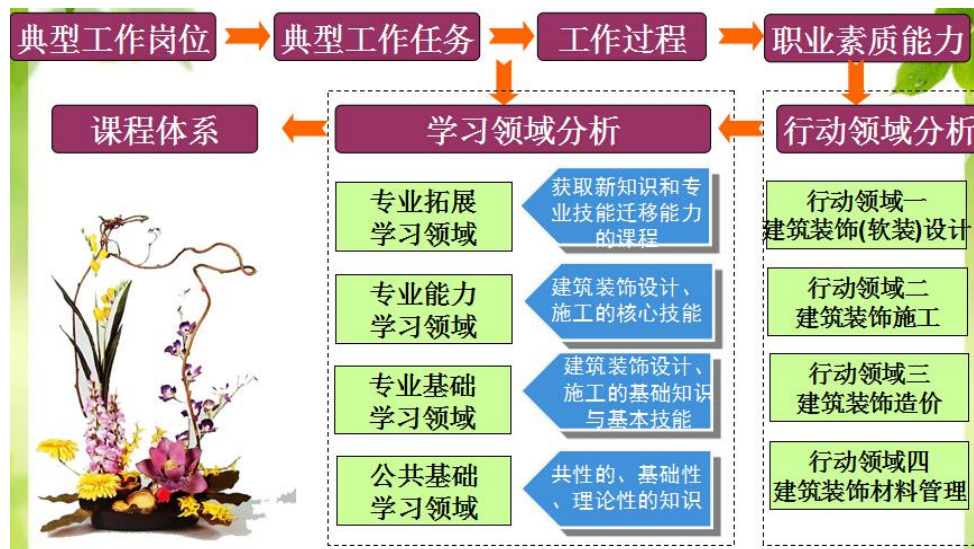 典型工作岗位
典型工作任务
工作过程
职业素质能力
课程体系
学习领域分析
行动领域分析
专业拓展
学习领域
获取新知识和专
业技能迁移能力
的课程
专业能力
学习领域
建筑装饰设计、
施工的核心技能
专业基础
学习领域
建筑装饰设计、
施工的基础知识
与基本技能
公共基础
学习领域
共性的、基础性
、理论性的知识
行动领域一
建筑装饰(软装)设计
行动领域二
建筑装饰施工
行动领域三
建筑装饰造价
行动领域四
建筑装饰材料管理